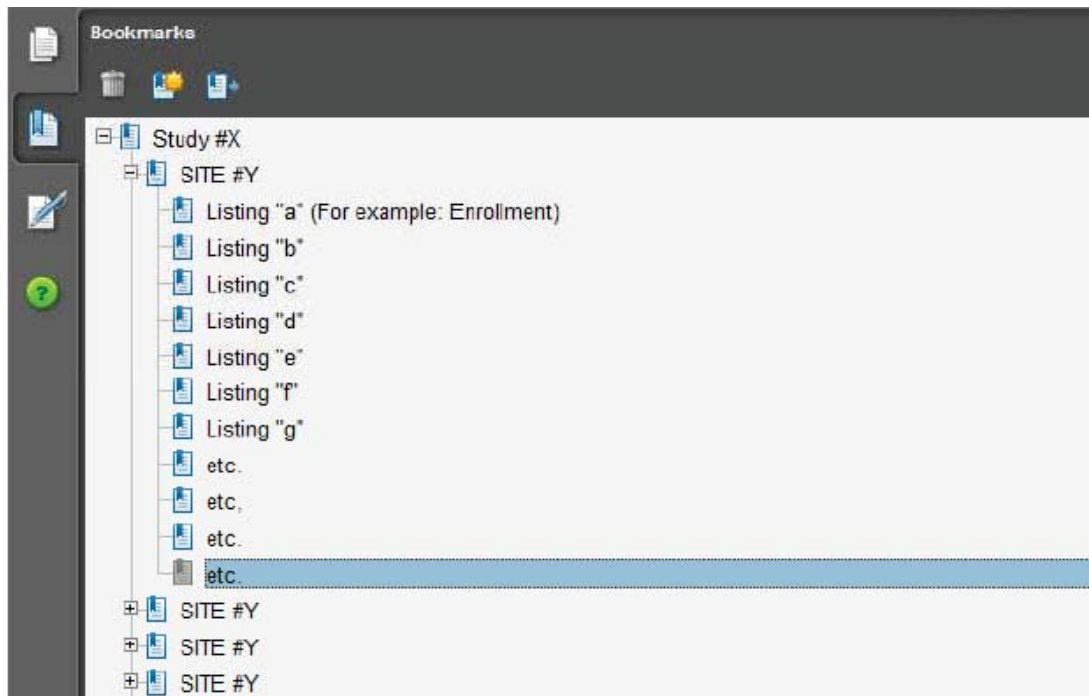 Bookmarks
Study #X
SITE #Y
Listing "a" (For example: Enrollment)
Listing "b"
Listing "c"
Listing "d"
Listing "e"
Listing "f"
Listing "g"
etc.
etc,
etc.
etc.
SITE #Y
SITE #Y
SITE #Y